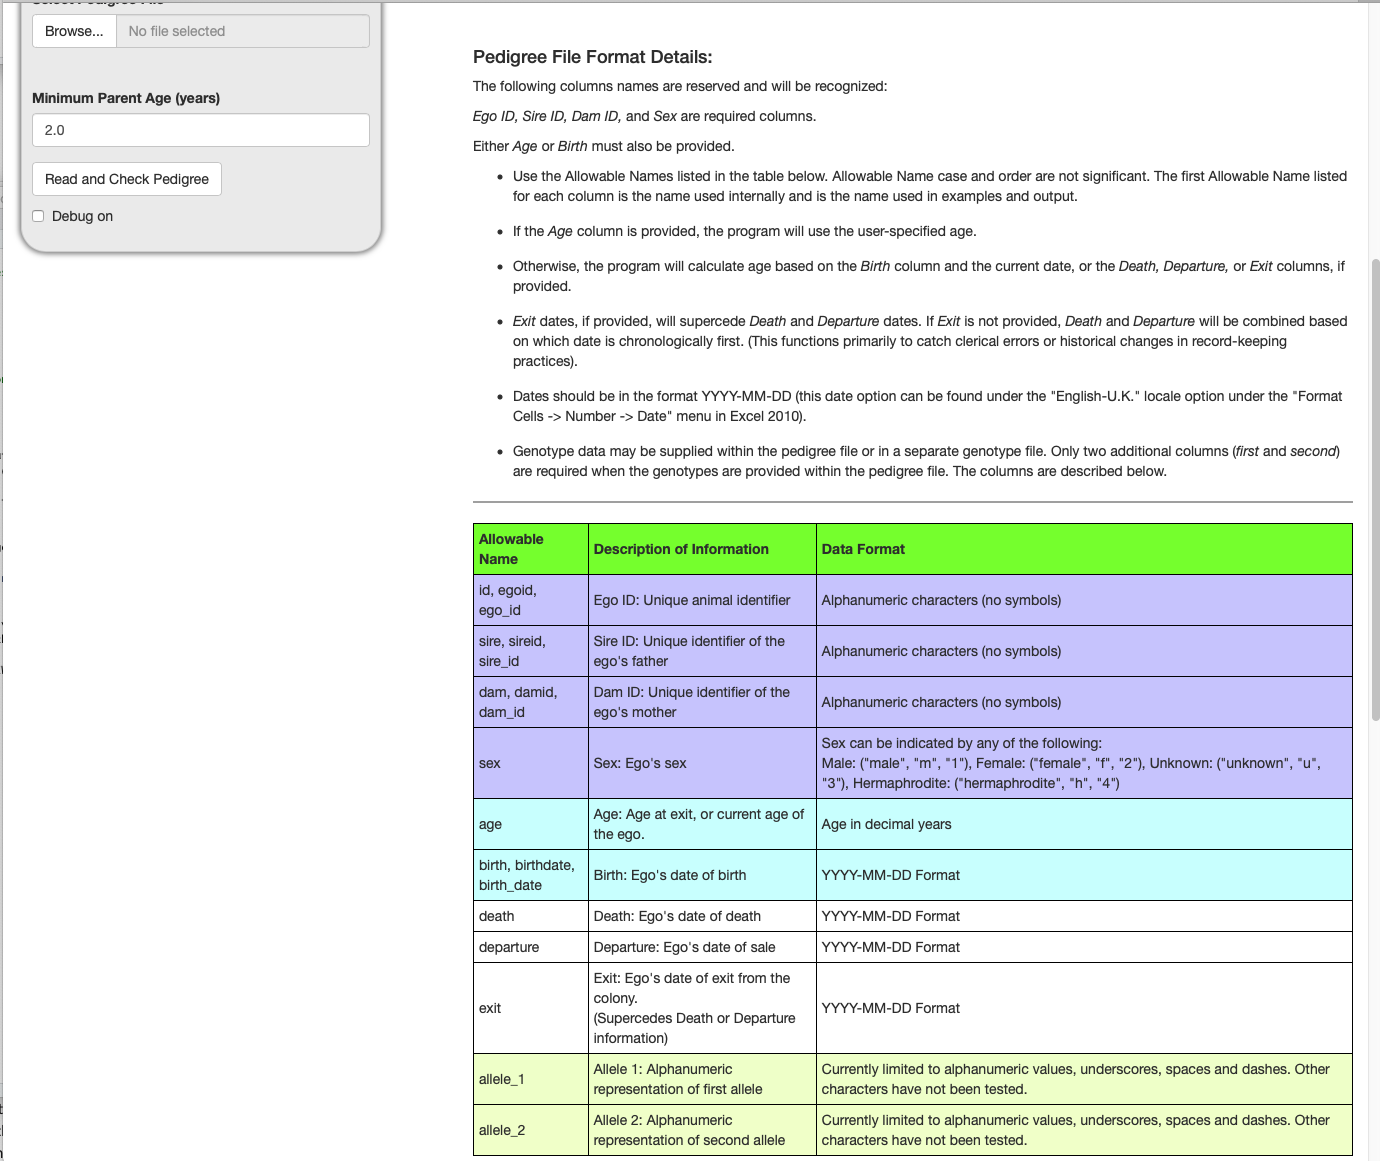 Browse...
No file selected
Minimum Parent Age (years)
2.0
Read and Check Pedigree
Debug on
Pedigree File Format Details:
The following columns names are reserved and will be recognized:
Ego ID, Sire ID, Dam ID, and Sex are required columns.
Either Age or Birth must also be provided.
• Use the Allowable Names listed in the table below. Allowable Name case and order are not significant. The first Allowable Name listed
for each column is the name used internally and is the name used in examples and output.
• If the Age column is provided, the program will use the user-specified age.
• Otherwise, the program will calculate age based on the Birth column and the current date, or the Death, Departure, or Exit columns, if
provided.
• Exit dates, if provided, will supercede Death and Departure dates. If Exit is not provided, Death and Departure will be combined based
on which date is chronologically first. (This functions primarily to catch clerical errors or historical changes in record-keeping
practices).
• Dates should be in the format YYYY-MM-DD (this date option can be found under the "English-U.K." locale option under the "Format
Cells -> Number -> Date" menu in Excel 2010).
• Genotype data may be supplied within the pedigree file or in a separate genotype file. Only two additional columns (first and second)
are required when the genotypes are provided within the pedigree file. The columns are described below.
Allowable
Name
Description of Information
Data Format
id, egoid,
ego_id
Ego ID: Unique animal identifier
Alphanumeric characters (no symbols)
sire, sireid,
sire_id
Sire ID: Unique identifier of the
ego's father
Alphanumeric characters (no symbols)
dam, damid,
dam_id
Dam ID: Unique identifier of the
ego's mother
Alphanumeric characters (no symbols)
sex
Sex: Ego's sex
Sex can be indicated by any of the following:
Male: ("male", "m", "1"), Female: ("female", "f", "2"), Unknown: ("unknown", "u",
"3"), Hermaphrodite: ("hermaphrodite", "h", "4")
age
Age: Age at exit, or current age of
the ego.
Age in decimal years
birth, birthdate,
birth_date
Birth: Ego's date of birth
YYYY-MM-DD Format
death
Death: Ego's date of death
YYYY-MM-DD Format
departure
Departure: Ego's date of sale
YYYY-MM-DD Format
exit
Exit: Ego's date of exit from the
colony.
(Supercedes Death or Departure
information)
YYYY-MM-DD Format
allele_1
Allele 1: Alphanumeric
representation of first allele
Currently limited to alphanumeric values, underscores, spaces and dashes. Other
characters have not been tested.
allele_2
Allele 2: Alphanumeric
representation of second allele
Currently limited to alphanumeric values, underscores, spaces and dashes. Other
characters have not been tested.